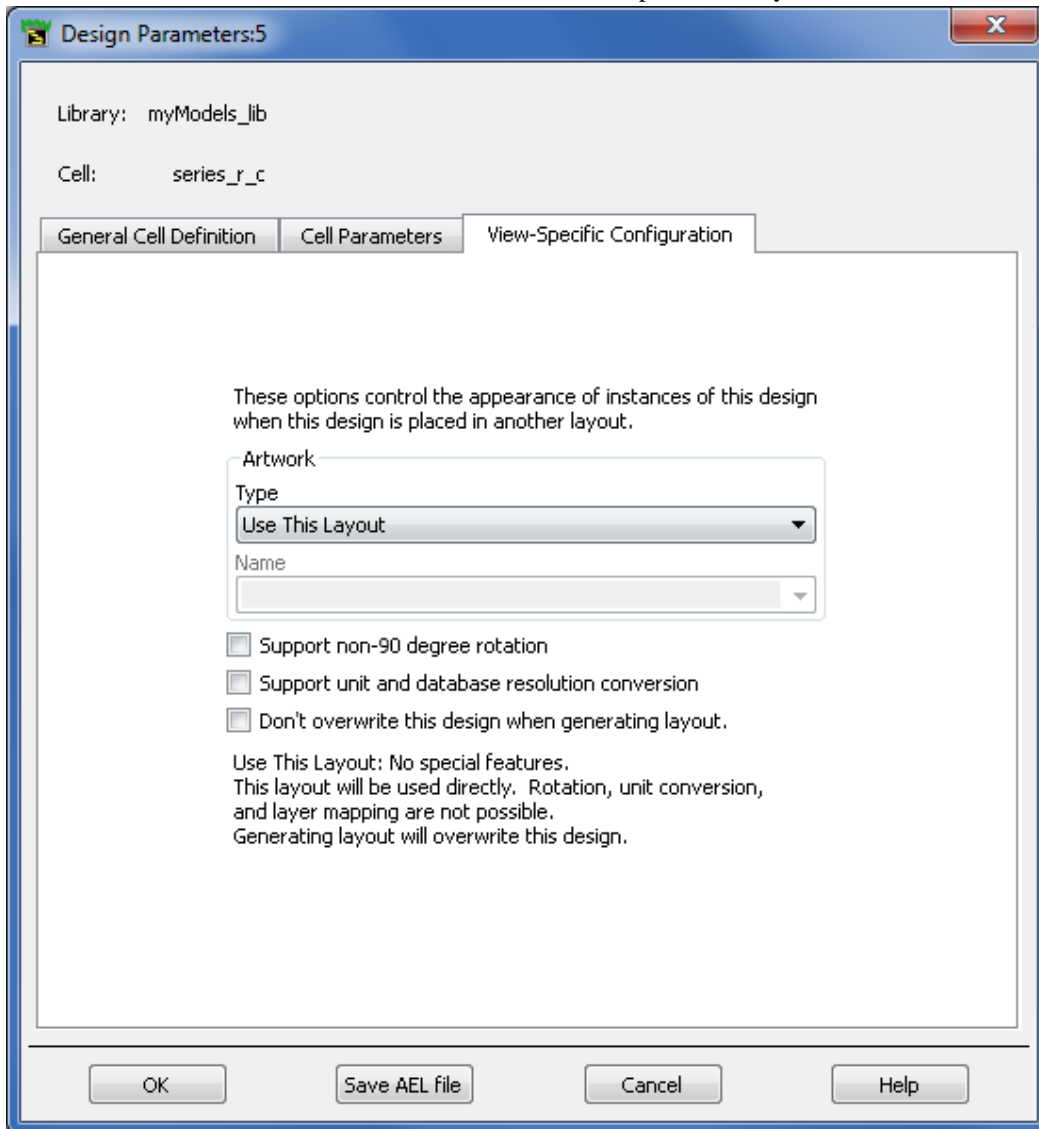 Design Parameters:5
Library: myModels_lib
Cell: series_r_c
General Cell Definition Cell Parameters View-Specific Configuration
These options control the appearance of instances of this design
when this design is placed in another layout.
Artwork
Type
Use This Layout
Name
Support non-90 degree rotation
Support unit and database resolution conversion
Don't overwrite this design when generating layout.
Use This Layout: No special features.
This layout will be used directly. Rotation, unit conversion,
and layer mapping are not possible.
Generating layout will overwrite this design.
OK Save AEL file Cancel Help